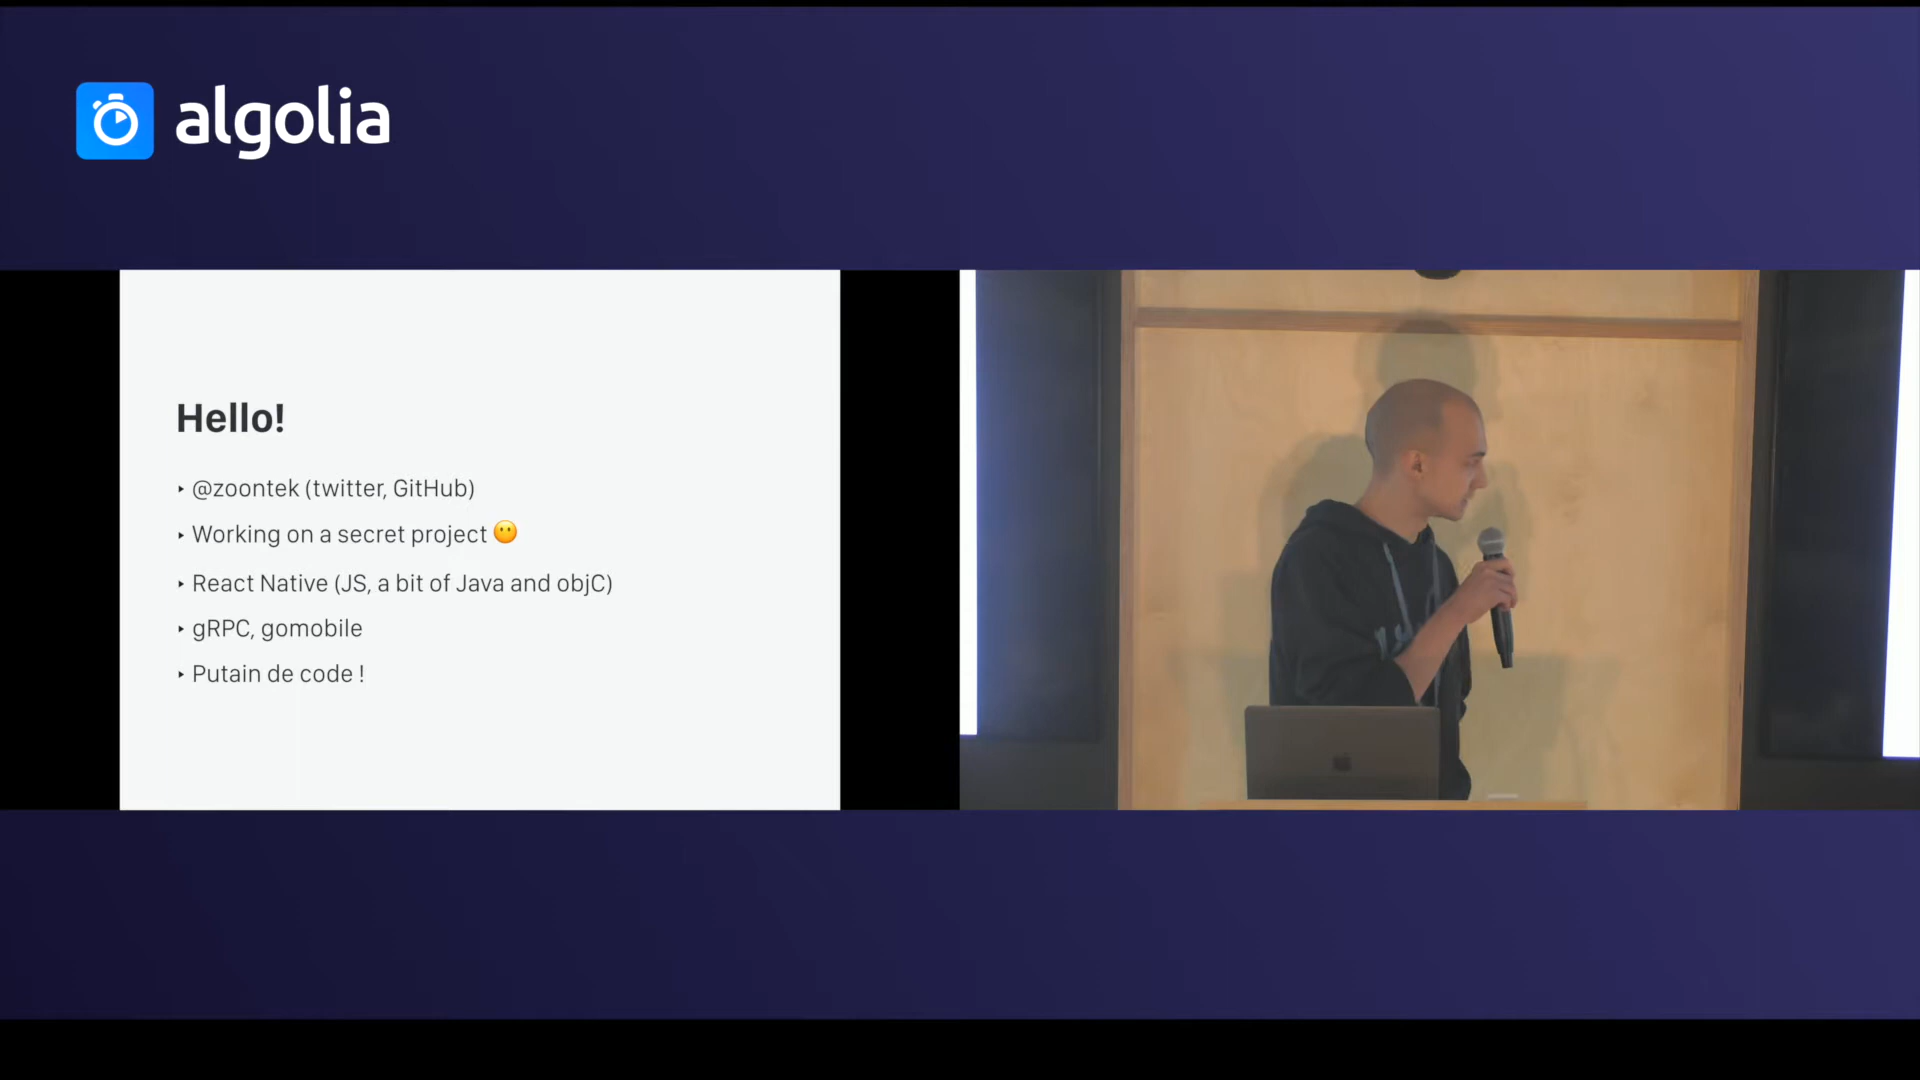 algolia
Hello!
‣ @zoontek (twitter, GitHub)
‣ Working on a secret project 😶
‣ React Native (JS, a bit of Java and objC)
‣ gRPC, gomobile
‣ Putain de code !